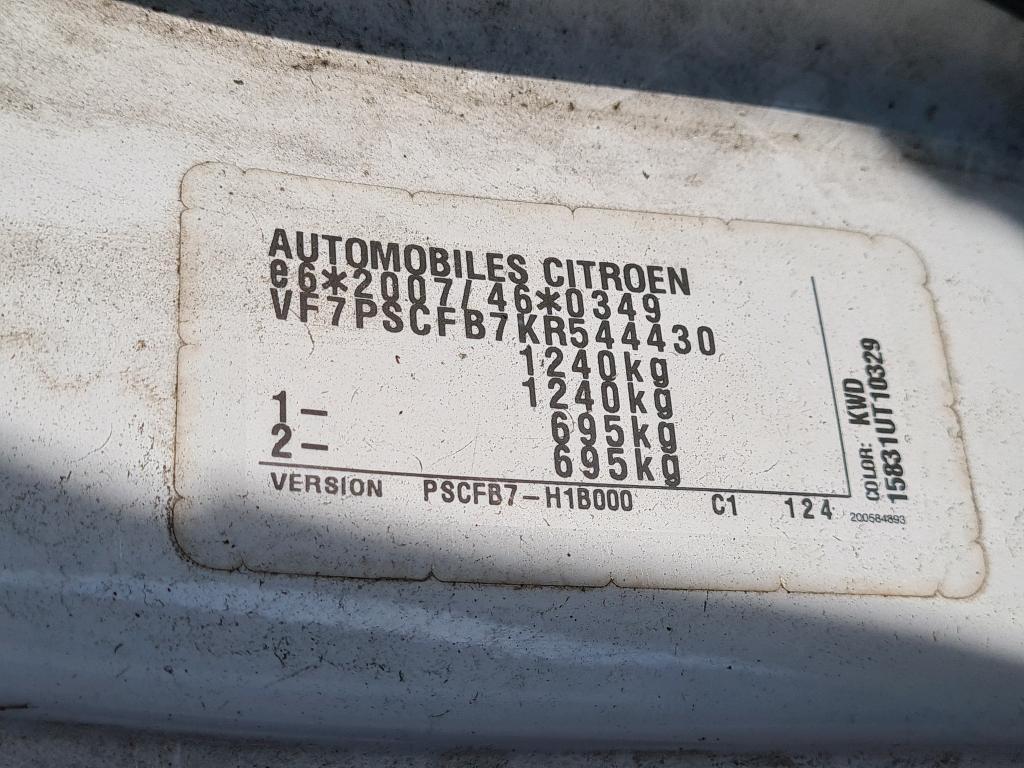 AUTOMOBILES CITROEN
e6*2007/46*0349
VF7PSCFB7KR544430
1240kg
1240kg
1- 695kg
2- 695kg
VERSION PSCFB7-H1B000 C1 124
COLOR: KWD
15831UT10329
200584893